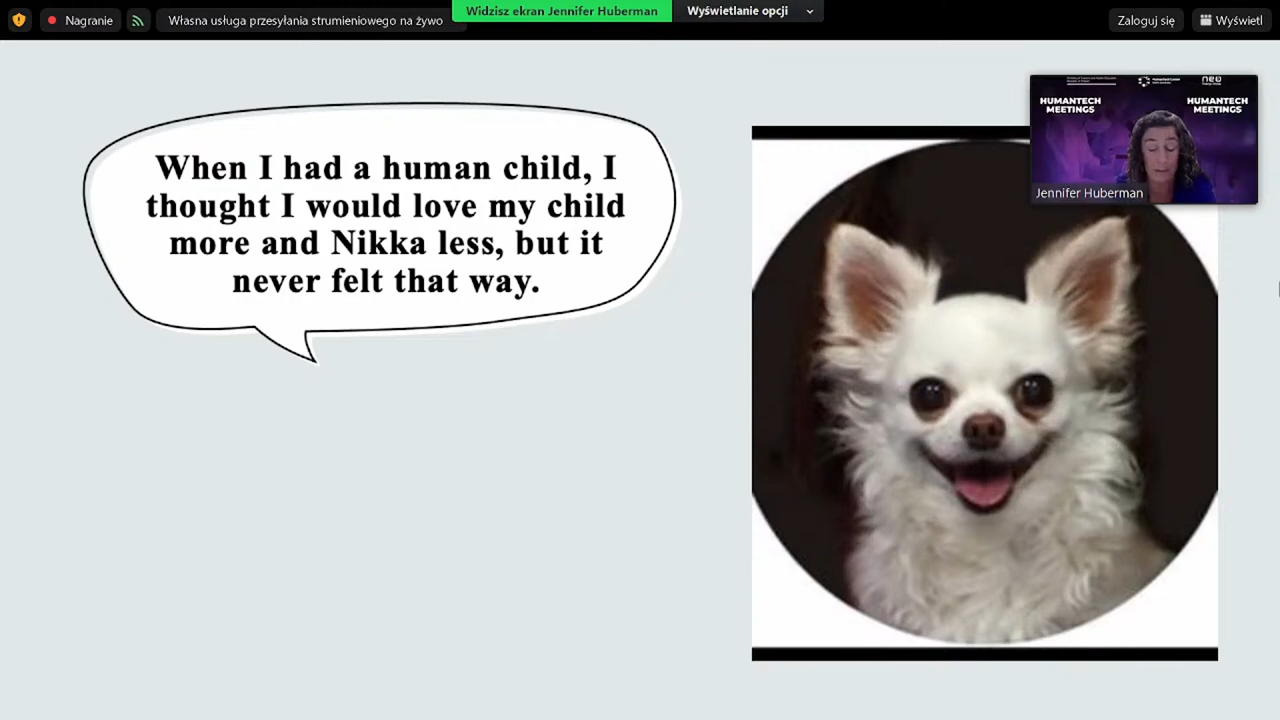 Nagranie
Własna usługa przesyłania strumieniowego na żywo
Widzisz ekran Jennifer Huberman
Wyświetlanie opcji
Zaloguj się
Wyświetl
When I had a human child, I
thought I would love my child
more and Nikka less, but it
never felt that way.
neo
HUMANTECH
MEETINGS
HUMANTECH
MEETINGS
Jennifer Huberman